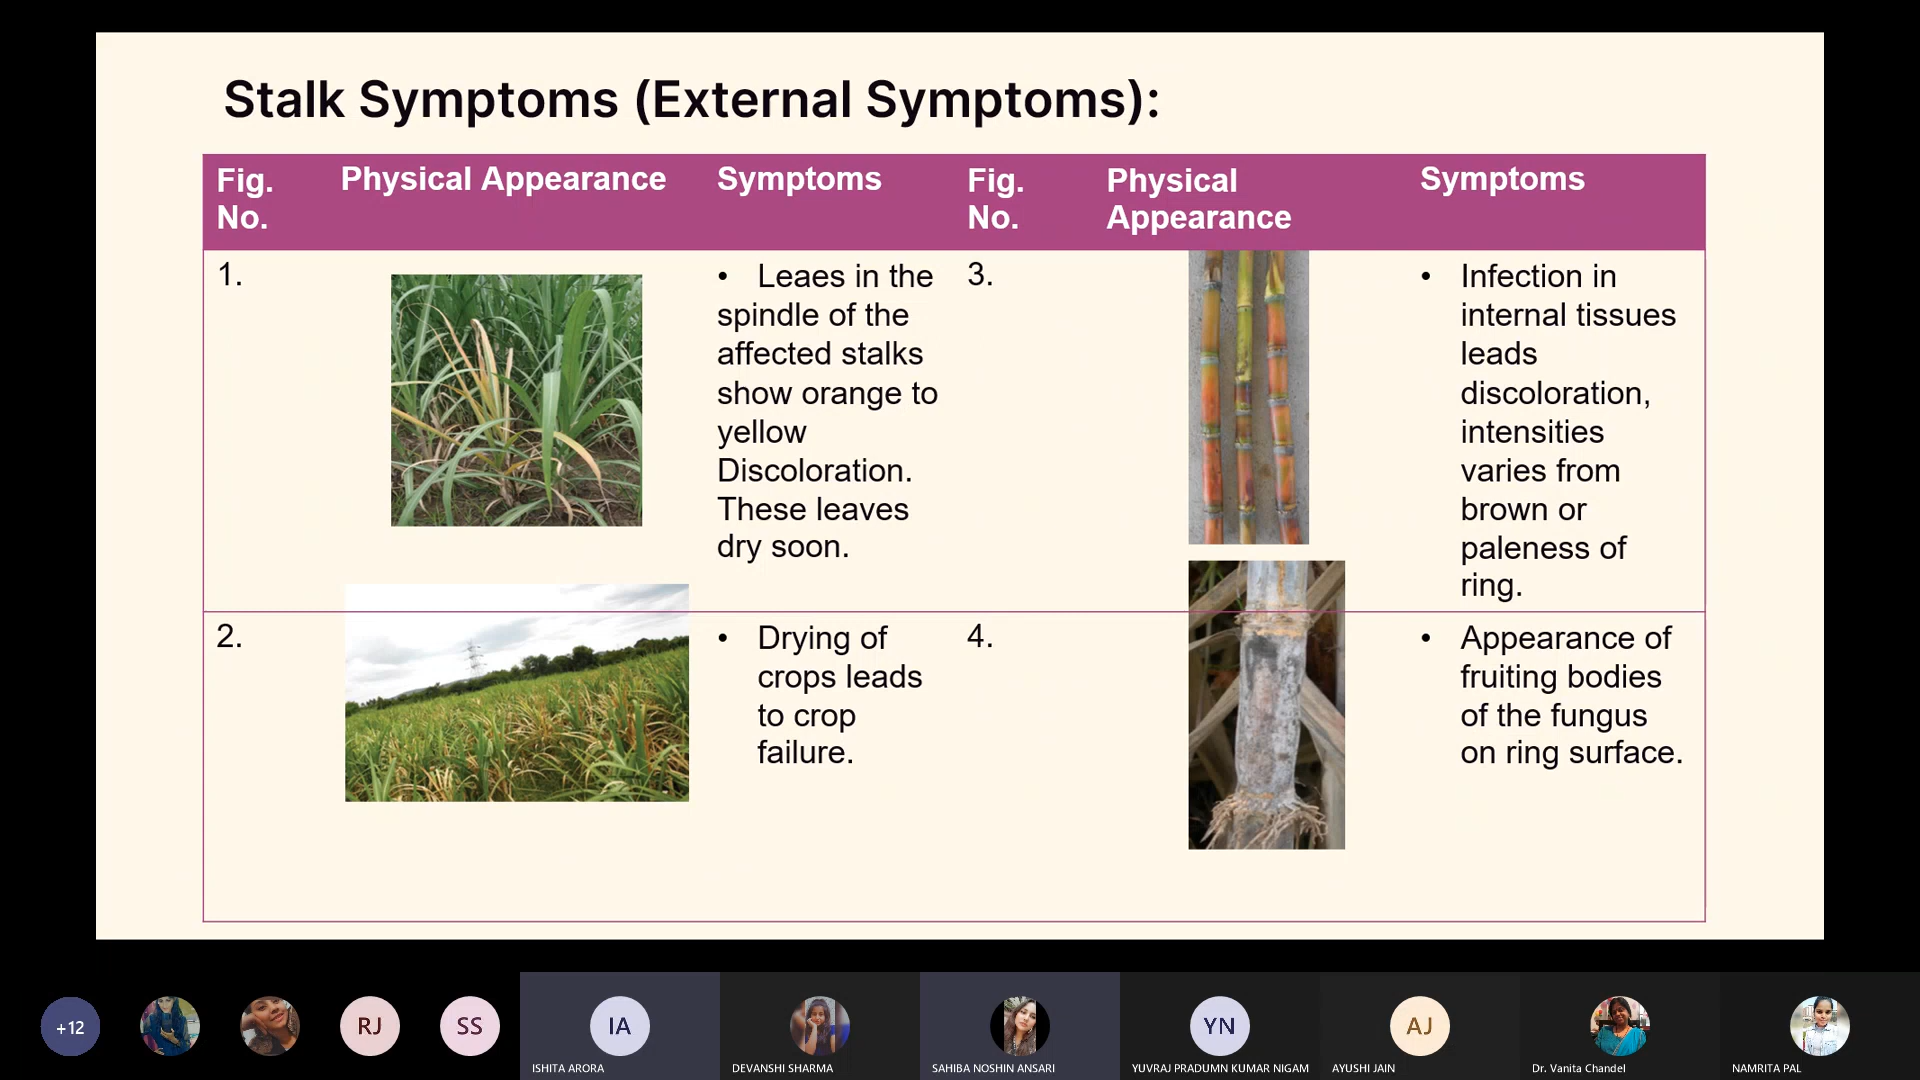 Stalk Symptoms (External Symptoms):
Fig.
No.
Physical Appearance
Symptoms
Fig.
No.
Physical
Appearance
Symptoms
1.
• Leaes in the
spindle of the
affected stalks
show orange to
yellow
Discoloration.
These leaves
dry soon.
3.
• Infection in
internal tissues
leads
discoloration,
intensities
varies from
brown or
paleness of
ring.
2.
• Drying of
crops leads
to crop
failure.
4.
• Appearance of
fruiting bodies
of the fungus
on ring surface.
+12
RJ
SS
IA
ISHITA ARORA
DEVANSHI SHARMA
SAHIBA NOSHIN ANSARI
YN
YUVRAJ PRADUMN KUMAR NIGAM
AJ
AYUSHI JAIN
Dr. Vanita Chandel
NAMRITA PAL